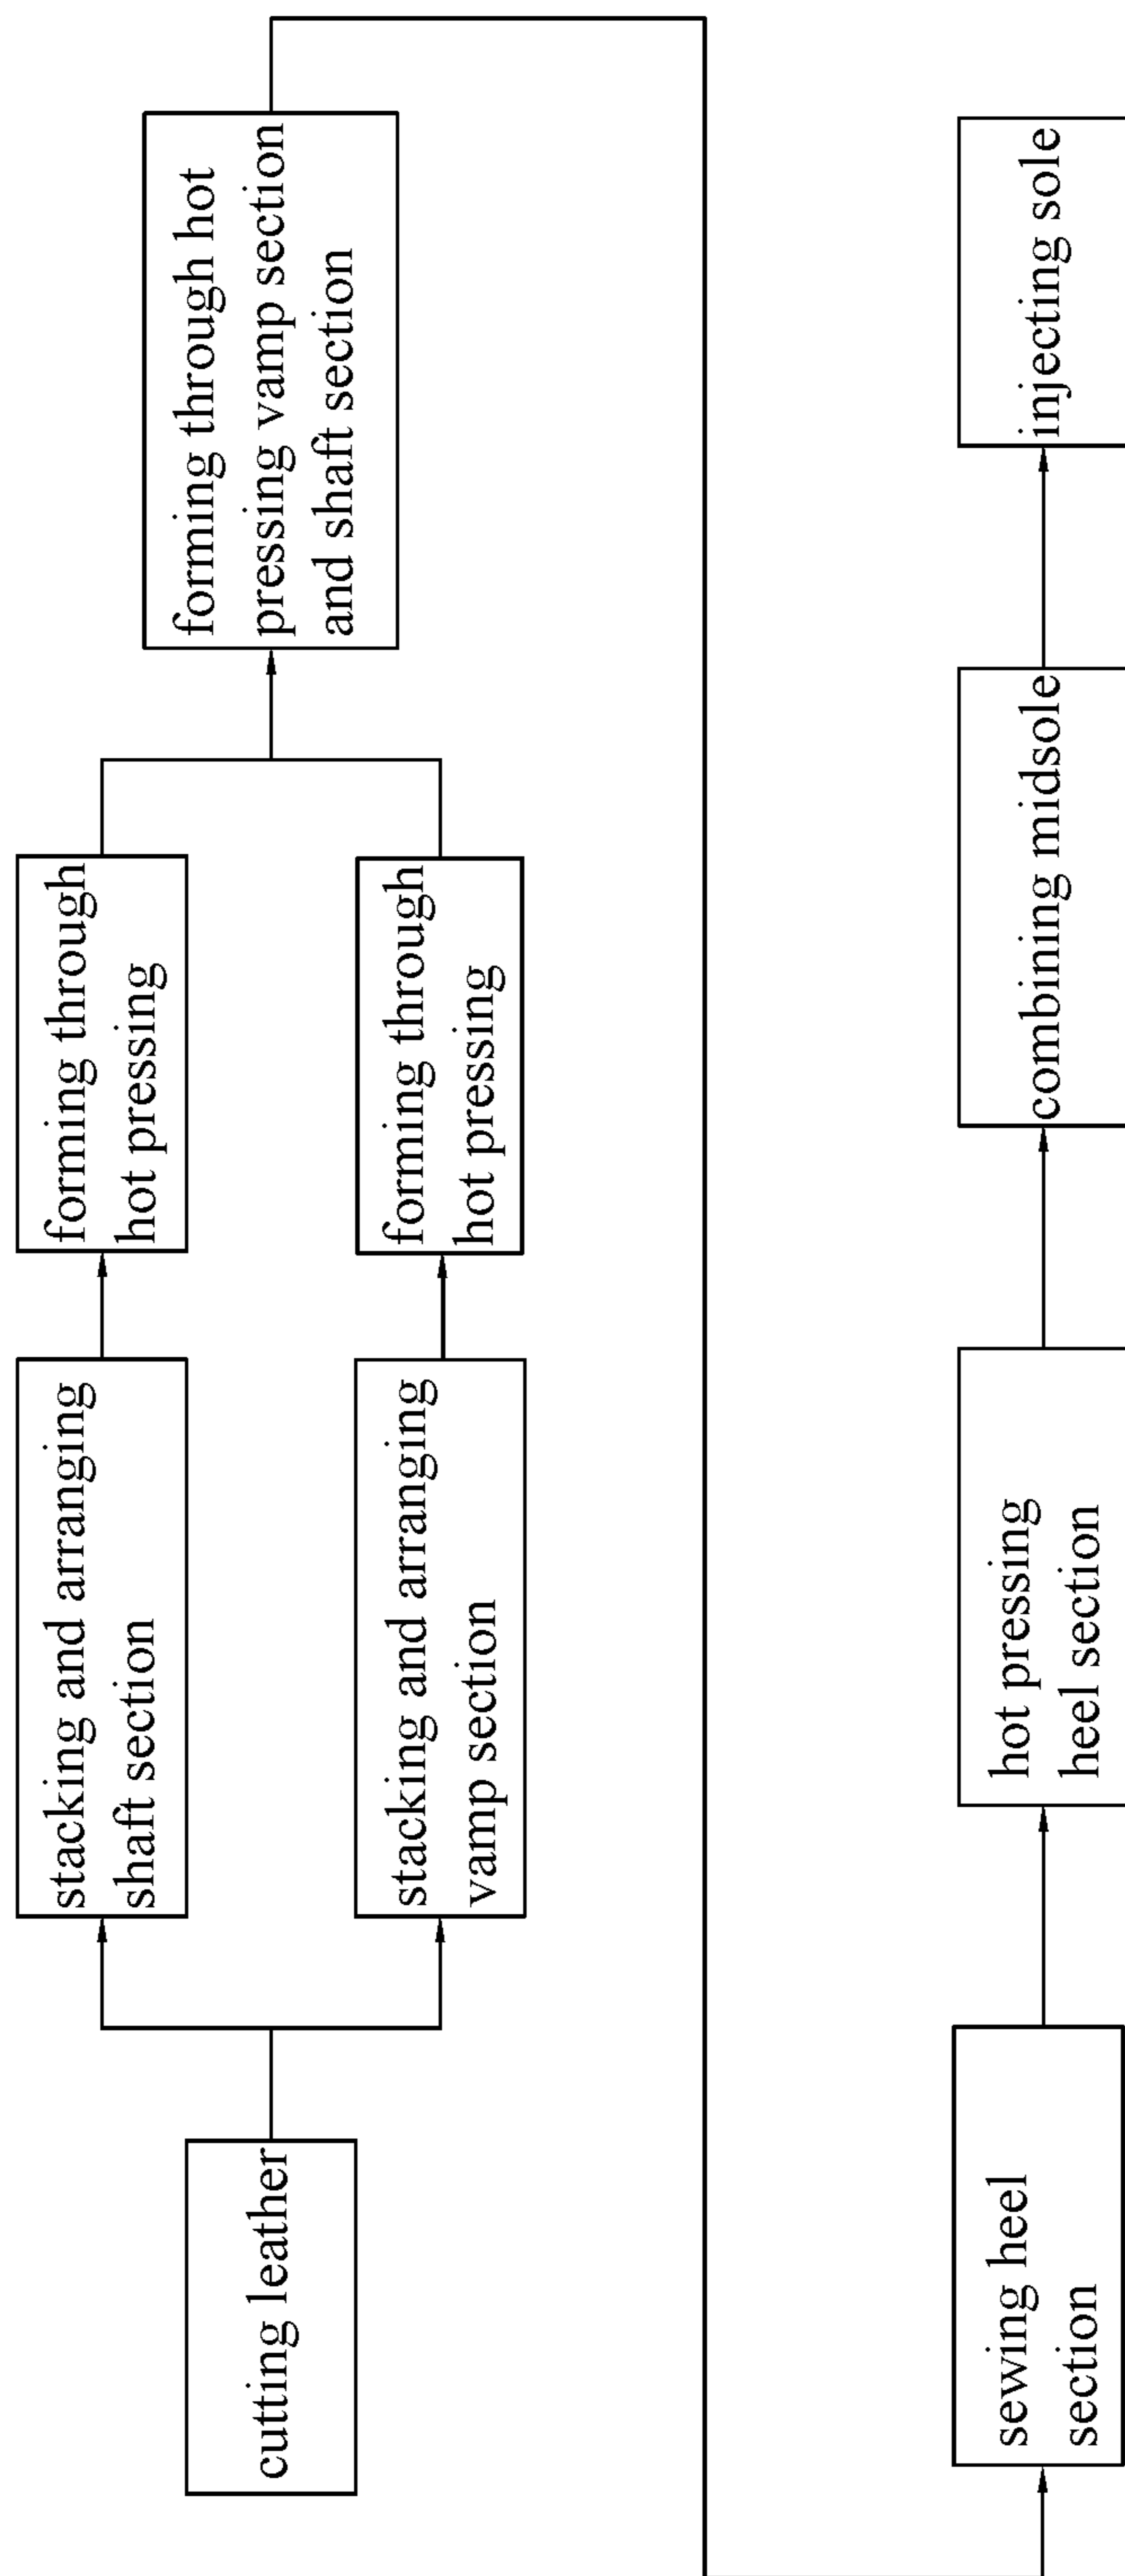 cutting leather
stacking and arranging
shaft section
forming through
hot pressing
stacking and arranging
vamp section
forming through
hot pressing
forming through hot
pressing vamp section
and shaft section
sewing heel
section
hot pressing
heel section
combining midsole
injecting sole